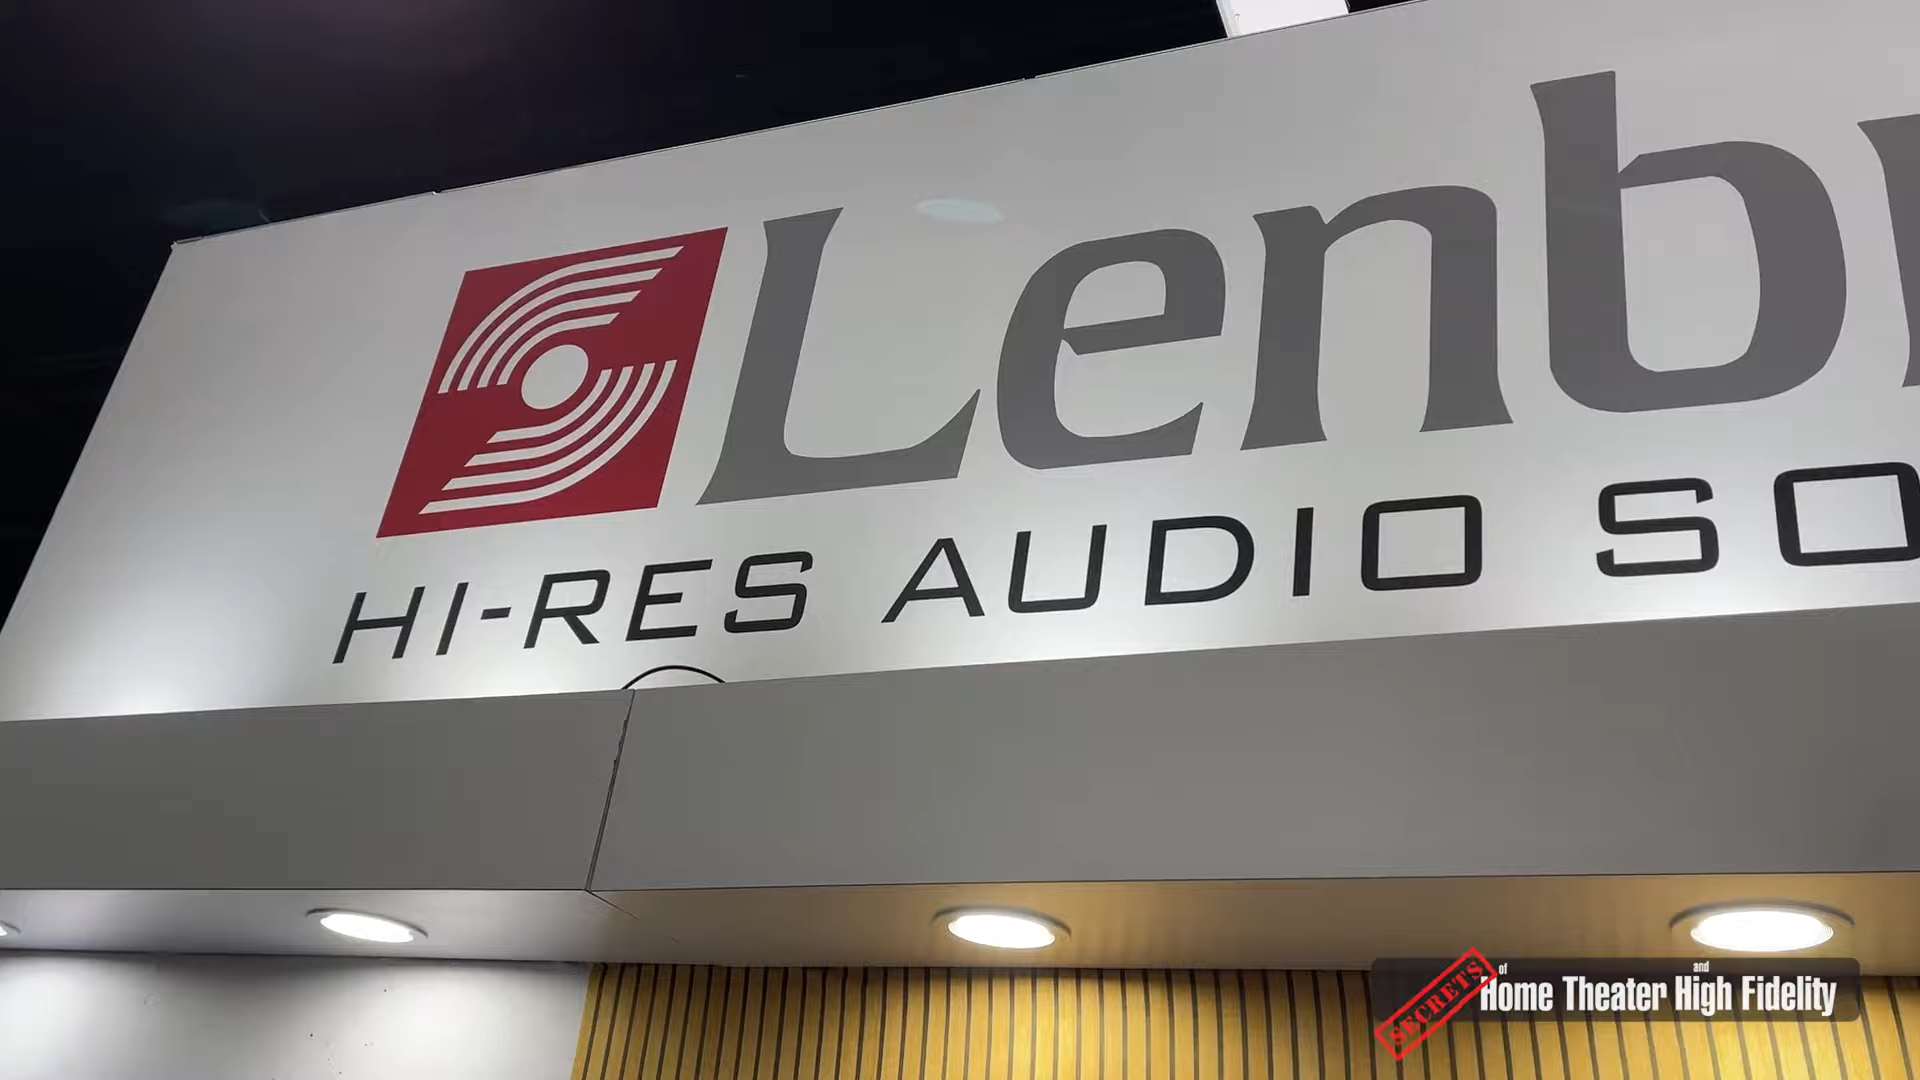 Lenb
HI-RES AUDIO SO
SECRETS of Home Theater and High Fidelity